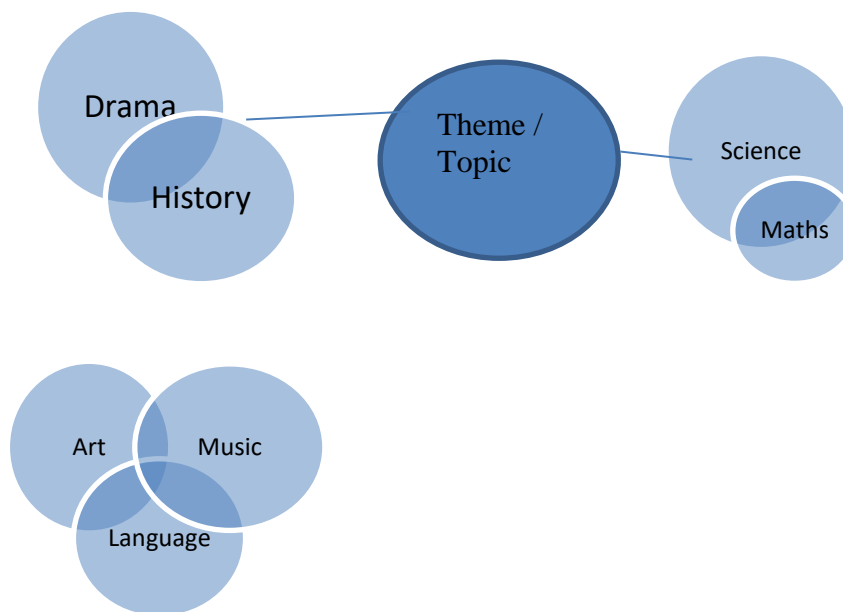 Drama
History
Theme /
Topic
Science
Maths
Art
Music
Language